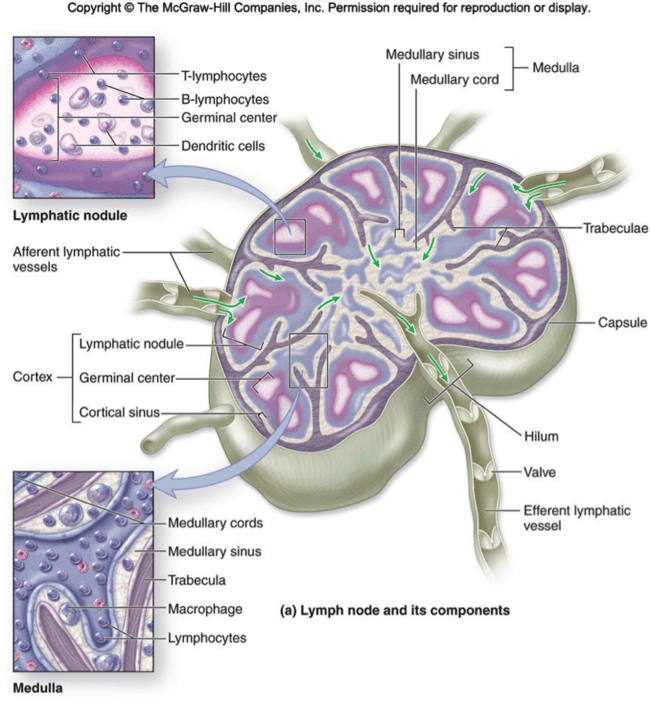 Copyright © The McGraw-Hill Companies, Inc. Permission required for reproduction or display.
Medullary sinus
Medullary cord
Medulla
T-lymphocytes
B-lymphocytes
Germinal center
Dendritic cells
Lymphatic nodule
Trabeculae
Afferent lymphatic
vessels
Capsule
Lymphatic nodule
Cortex
Germinal center
Cortical sinus
Hilum
Valve
Efferent lymphatic
vessel
Medullary cords
Medullary sinus
Trabecula
Macrophage
Lymphocytes
(a) Lymph node and its components
Medulla